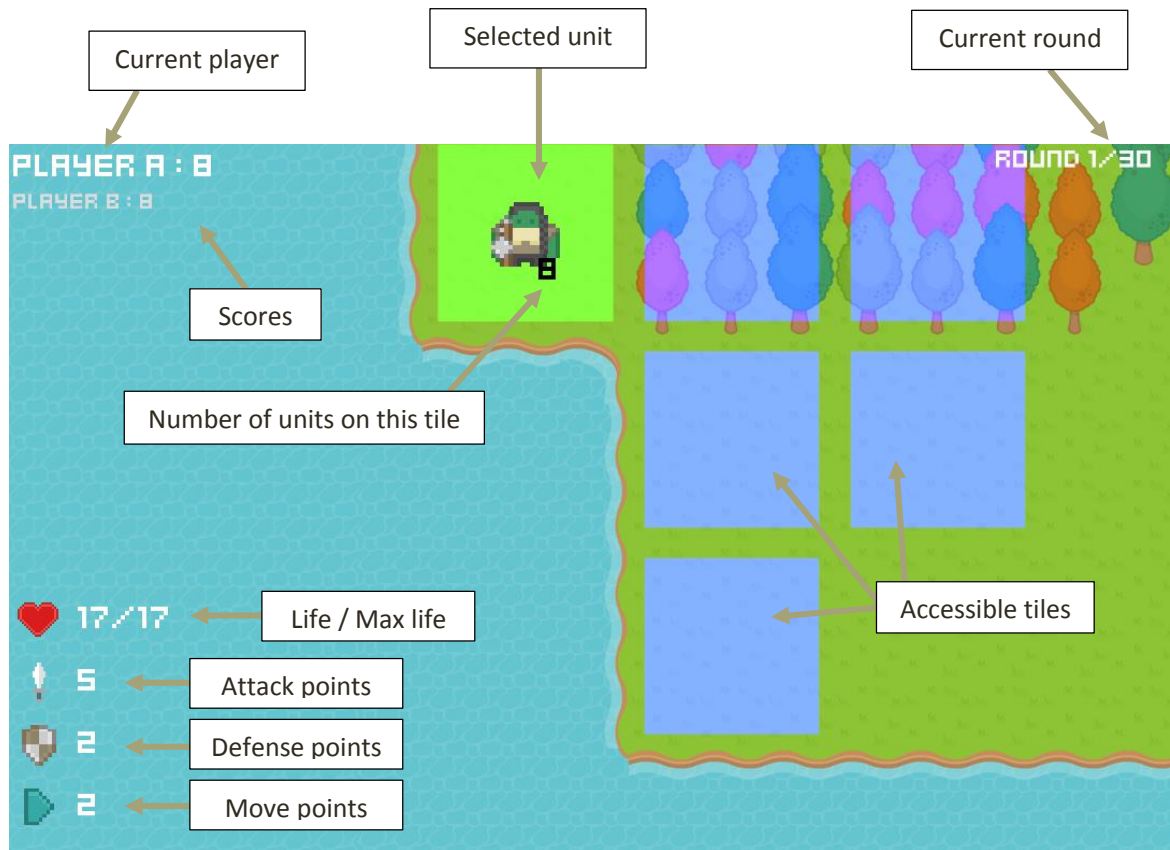 Current player
Selected unit
Current round
PLAYER A : 8
PLAYER B : 8
ROUND 1/30
8
Scores
Number of units on this tile
17/17
Life / Max life
Accessible tiles
5
Attack points
2
Defense points
2
Move points